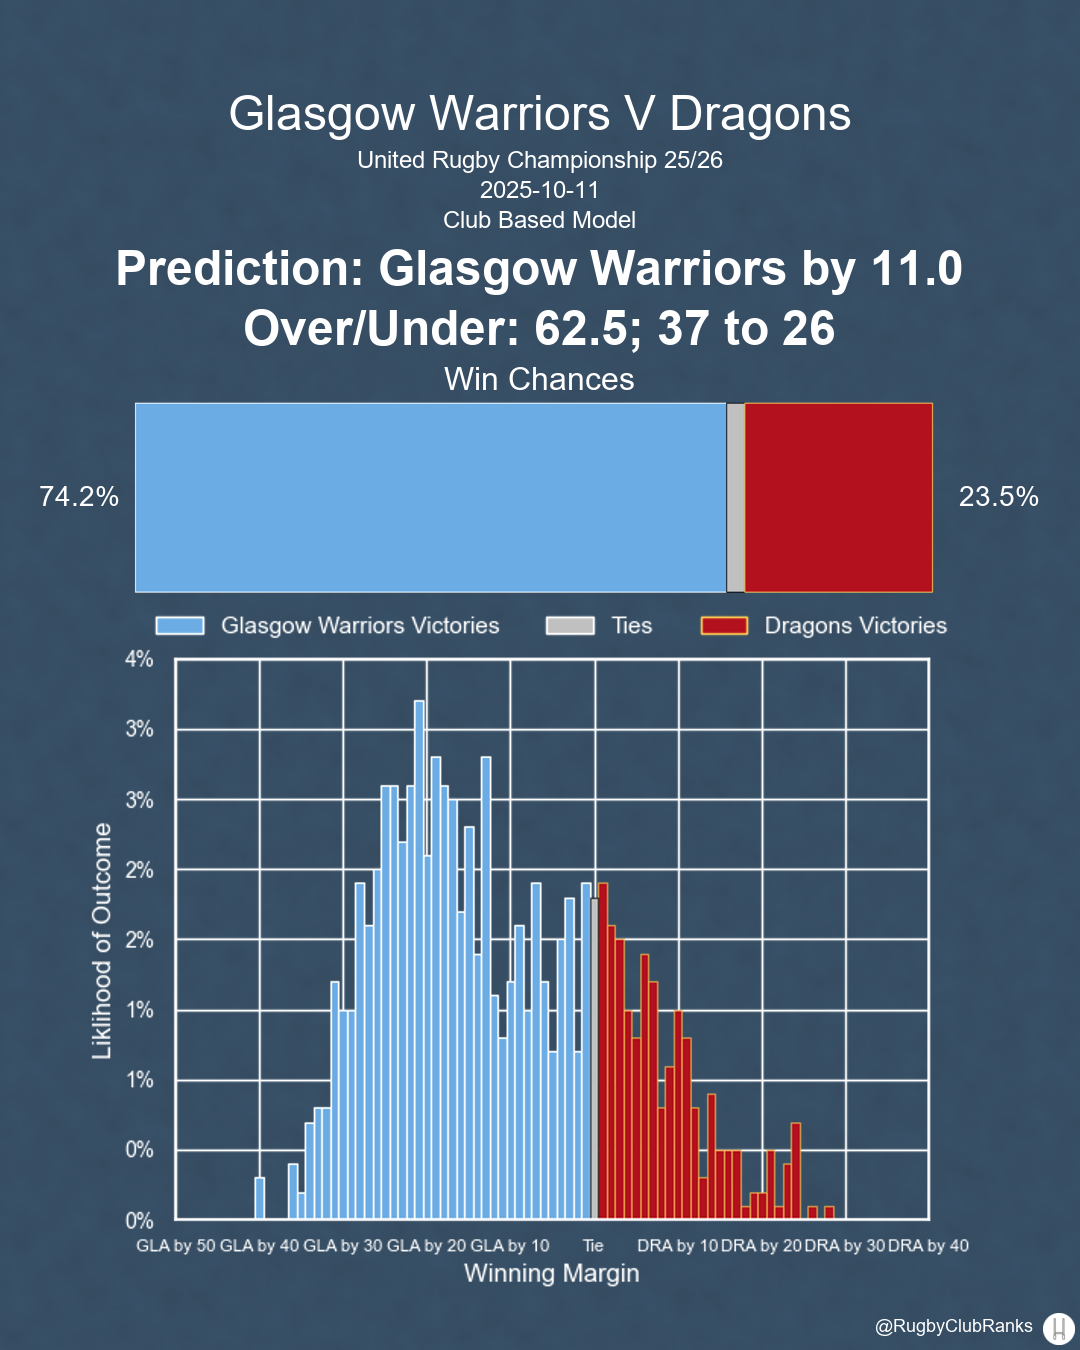 Glasgow Warriors V Dragons
United Rugby Championship 25/26
2025-10-11
Club Based Model
Prediction: Glasgow Warriors by 11.0
Over/Under: 62.5; 37 to 26
Win Chances
74.2%
23.5%
Glasgow Warriors Victories Ties Dragons Victories
4%
3%
3%
2%
2%
1%
1%
0%
0%
Liklihood of Outcome
GLA by 50 GLA by 40 GLA by 30 GLA by 20 GLA by 10 Tie DRA by 10 DRA by 20 DRA by 30 DRA by 40
Winning Margin
@RugbyClubRanks